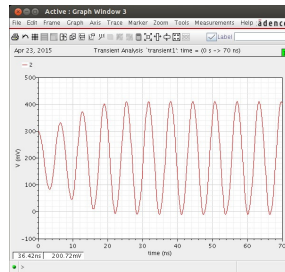 Active : Graph Window 3
File Edit Frame Graph Axis Trace Marker Zoom Tools Measurements Help cādence
Label
Apr 23, 2015 Transient Analysis `transient1': time = (0 s -> 70 ns)
2
500
400
300
200
100
0
-100
V (mV)
0 10 20 30 40 50 60 70
time (ns)
36.42ns 200.72mV
>